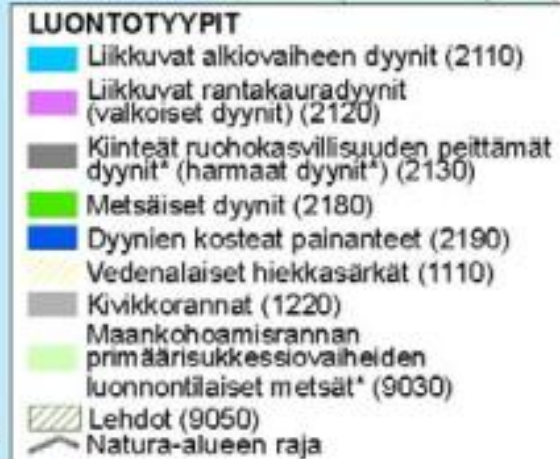 LUONTOTYYPIT
Liikkuvat alkiovaiheen dyynit (2110)
Liikkuvat rantakauradyynit
(valkoiset dyynit) (2120)
Kiinteät ruohokasvillisuuden peittämät
dyynit* (harmaat dyynit*) (2130)
Metsäiset dyynit (2180)
Dyynien kosteat painanteet (2190)
Vedenalaiset hiekkasärkät (1110)
Kivikkorannat (1220)
Maankohoamisrannan
primäärisukkessiovaiheiden
luonnontilaiset metsät* (9030)
Lehdot (9050)
Natura-alueen raja